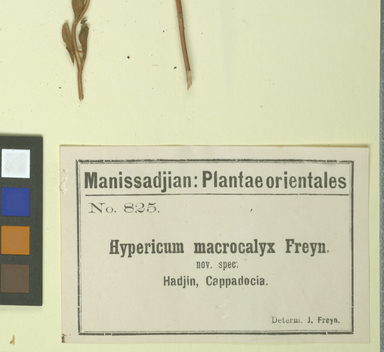 Manissadjian: Plantae orientales
No. 825.
Hypericum macrocalyx Freyn.
nov. spec.
Hadjin, Cappadocia.
Determ. J. Freyn.